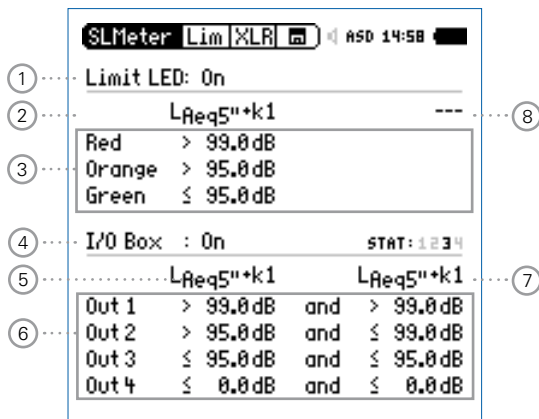 SLMeter Lim XLR ASD 14:58
1 Limit LED: On
2 LAeq5"+k1 --- 8
Red > 99.0dB
3 Orange > 95.0dB
Green ≤ 95.0dB
4 I/O Box : On STAT: 1234
5 LAeq5"+k1 LAeq5"+k1 7
Out 1 > 99.0dB and > 99.0dB
6 Out 2 > 95.0dB and ≤ 99.0dB
Out 3 ≤ 95.0dB and ≤ 95.0dB
Out 4 ≤ 0.0dB and ≤ 0.0dB